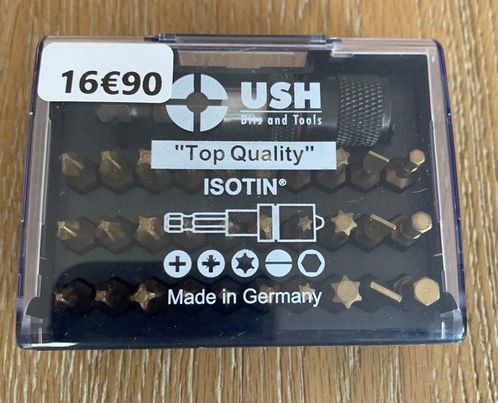 16€90
USH
Bits and Tools
"Top Quality"
ISOTIN®
Made in Germany